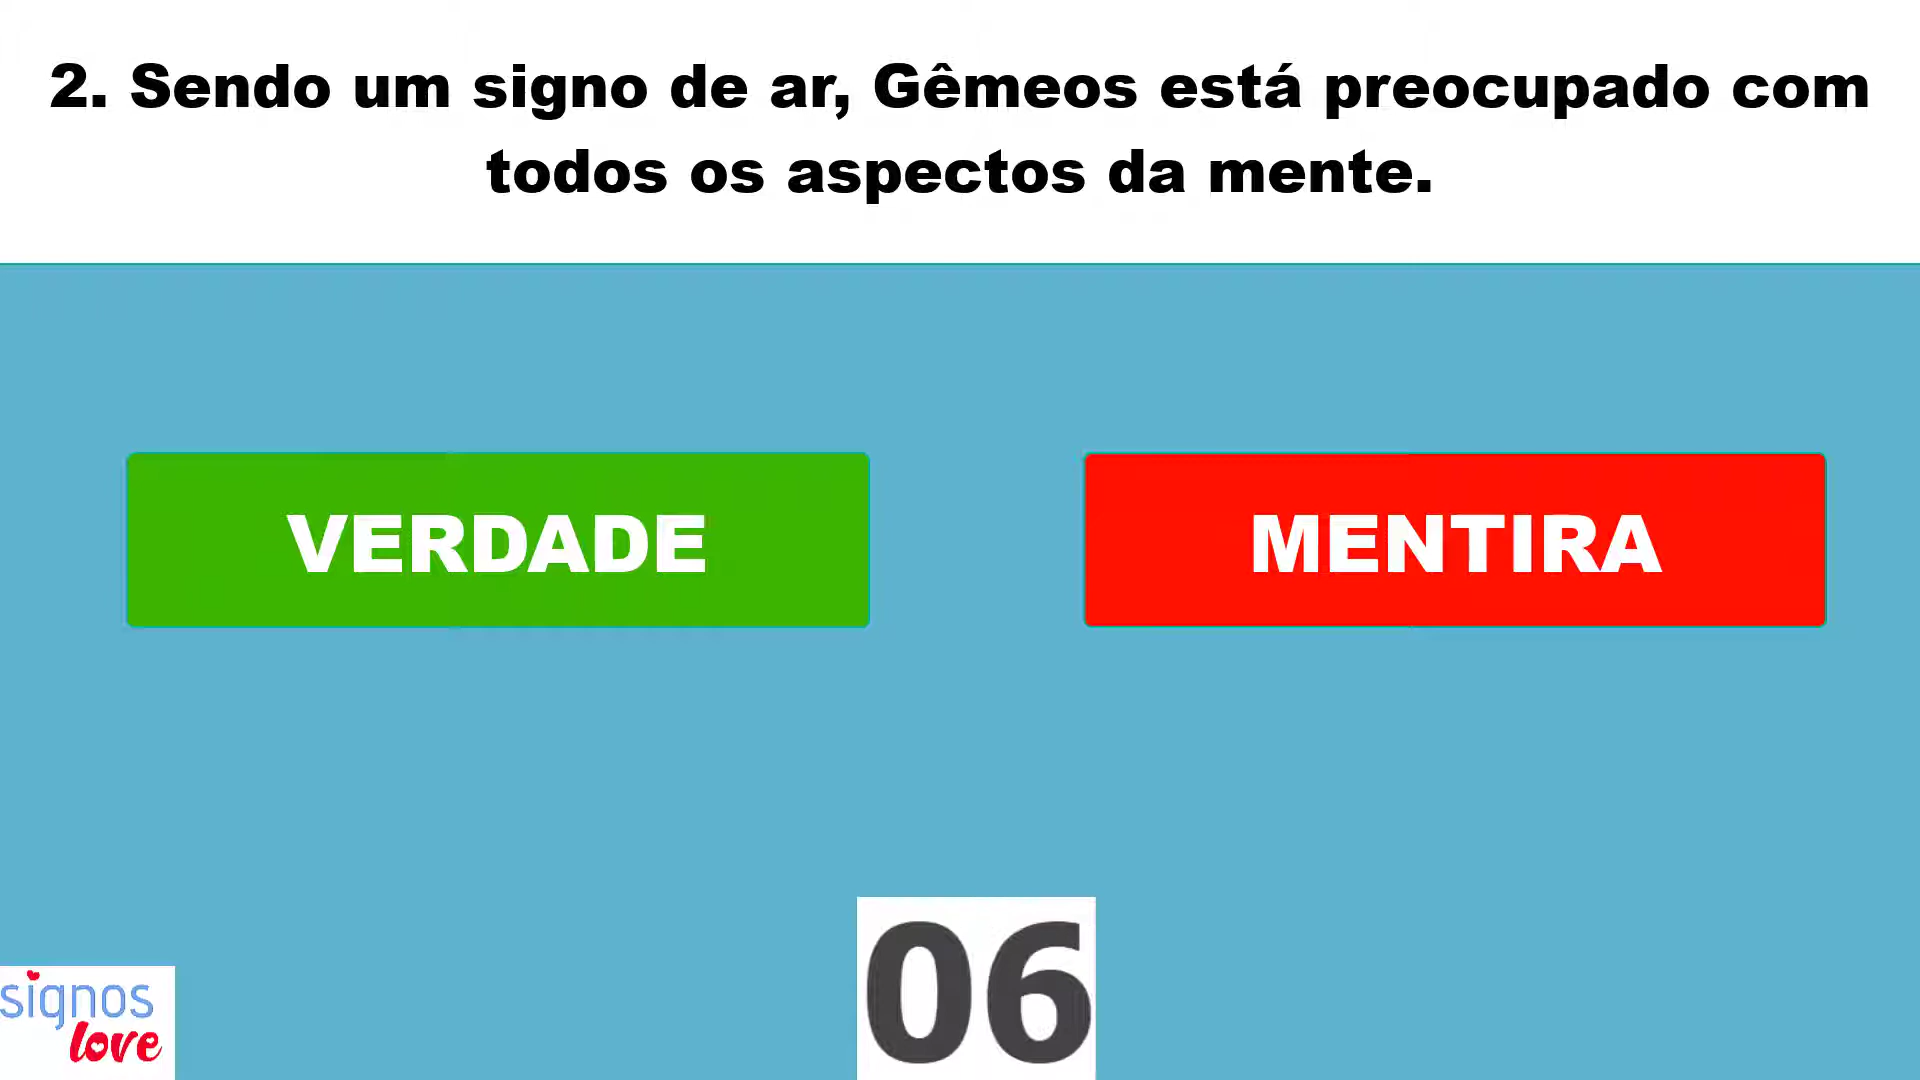 2. Sendo um signo de ar, Gêmeos está preocupado com
todos os aspectos da mente.
VERDADE
MENTIRA
06
signos
love